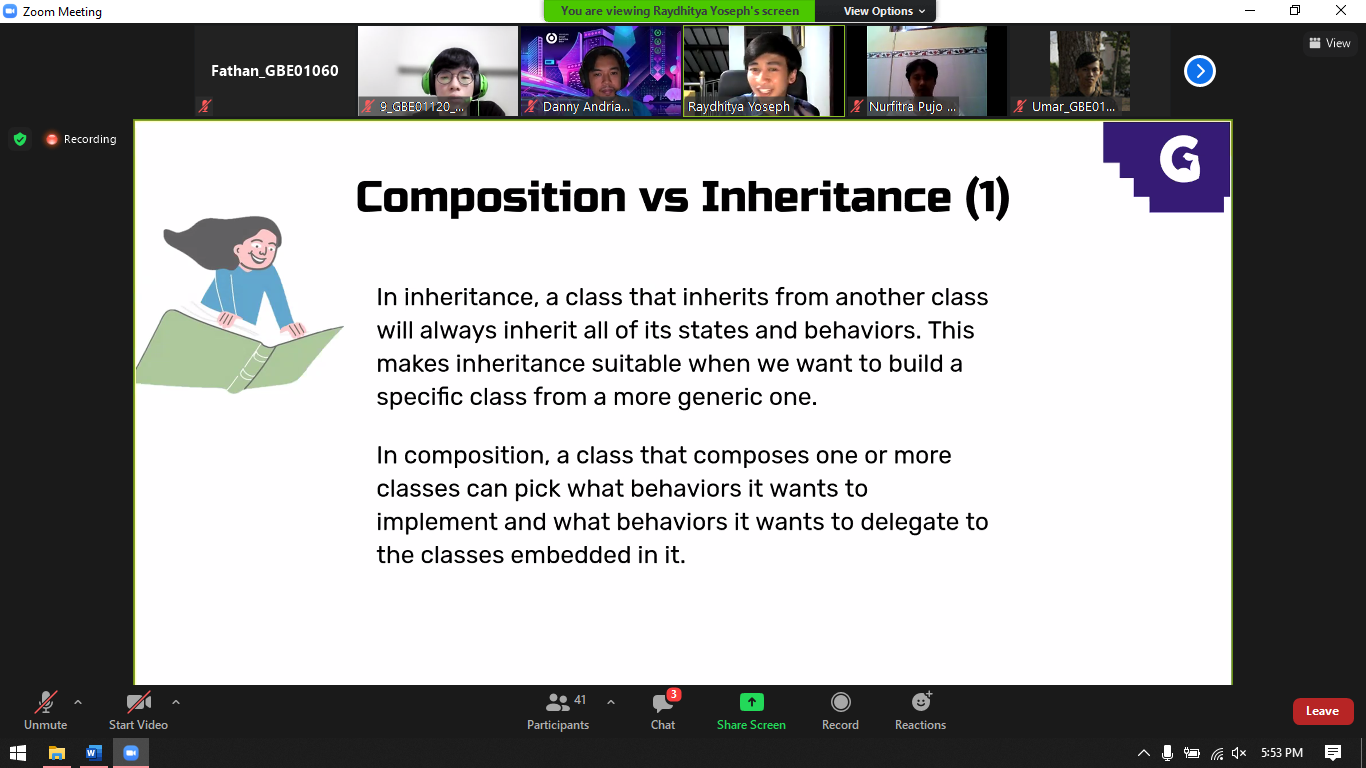 Zoom Meeting
You are viewing Raydhitya Yoseph's screen
View Options
View
Fathan_GBE01060
9_GBE01120_...
Danny Andria...
Raydhitya Yoseph
Nurfitra Pujo ...
Umar_GBE01...
Recording
G
Composition vs Inheritance (1)
In inheritance, a class that inherits from another class
will always inherit all of its states and behaviors. This
makes inheritance suitable when we want to build a
specific class from a more generic one.
In composition, a class that composes one or more
classes can pick what behaviors it wants to
implement and what behaviors it wants to delegate to
the classes embedded in it.
Unmute
Start Video
41
Participants
3
Chat
Share Screen
Record
Reactions
Leave
5:53 PM